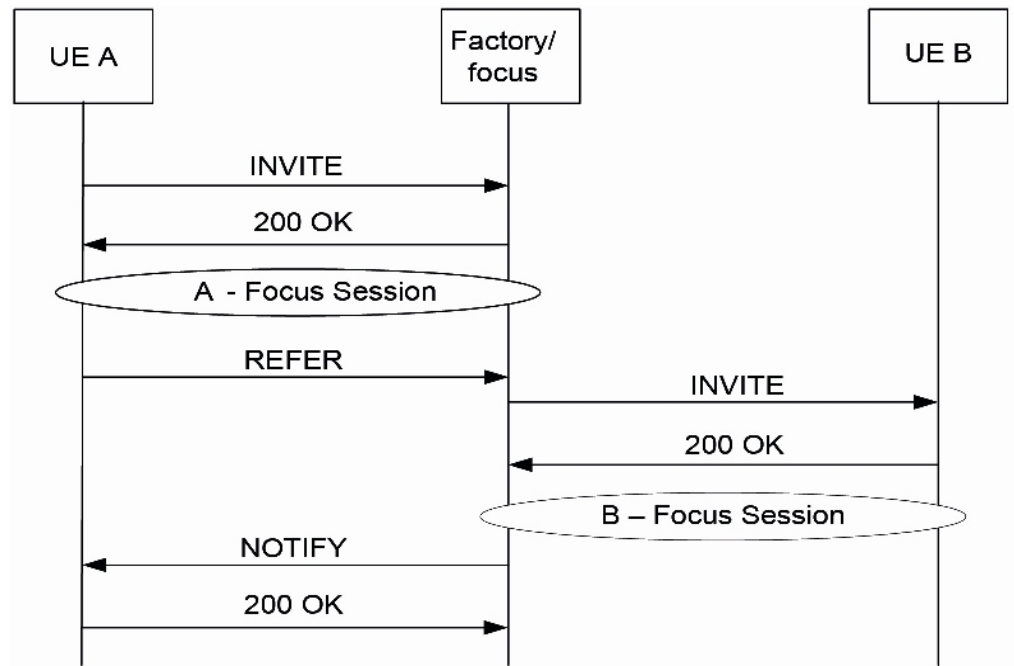 UE A
Factory/
focus
UE B
INVITE
200 OK
A - Focus Session
REFER
INVITE
200 OK
B – Focus Session
NOTIFY
200 OK